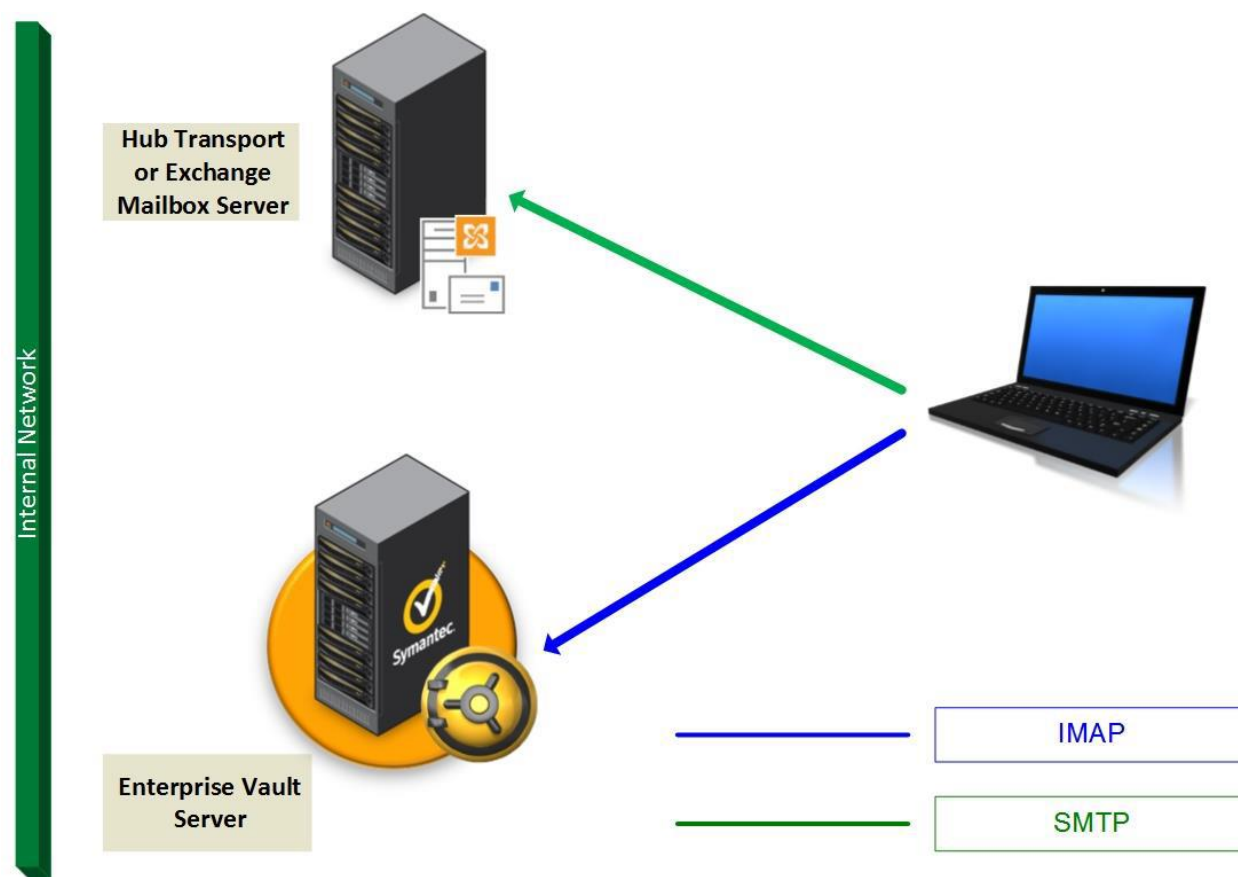 Internal Network
Hub Transport
or Exchange
Mailbox Server
Symantec.
Enterprise Vault
Server
IMAP
SMTP